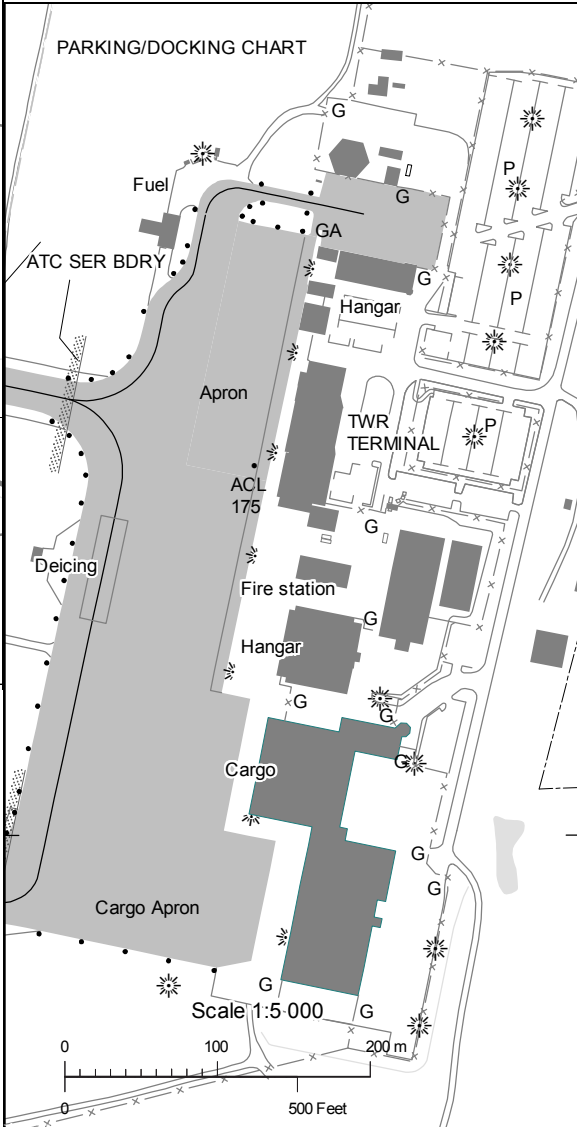 PARKING/DOCKING CHART
G
P
Fuel
P
G
GA
ATC SER BDRY
G
Hangar
P
Apron
TWR
TERMINAL
P
ACL
175
G
Deicing
Fire station
G
Hangar
G
G
Cargo
G
G
G
Cargo Apron
G
G
Scale 1:5 000
0 100 200 m
0 500 Feet